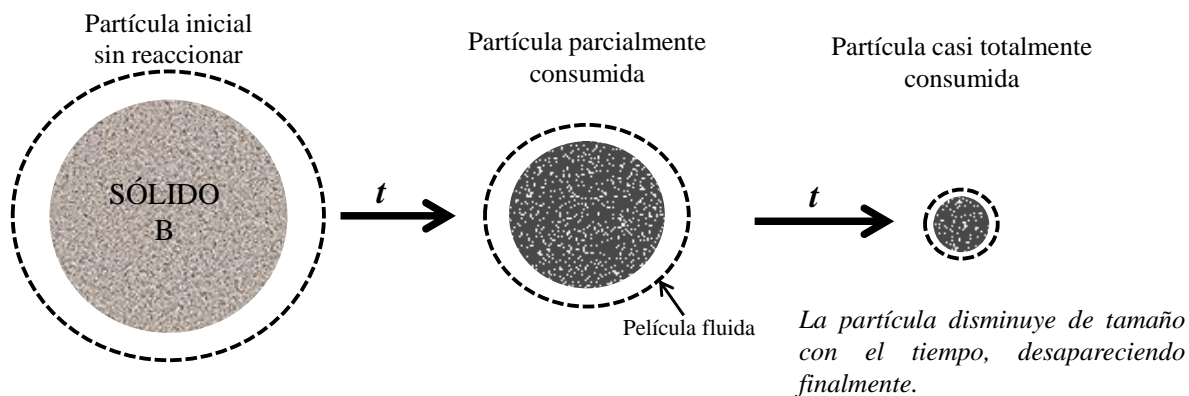 Partícula inicial
sin reaccionar
SÓLIDO
B
t
Partícula parcialmente
consumida
Película fluida
t
Partícula casi totalmente
consumida
La partícula disminuye de tamaño
con el tiempo, desapareciendo
finalmente.